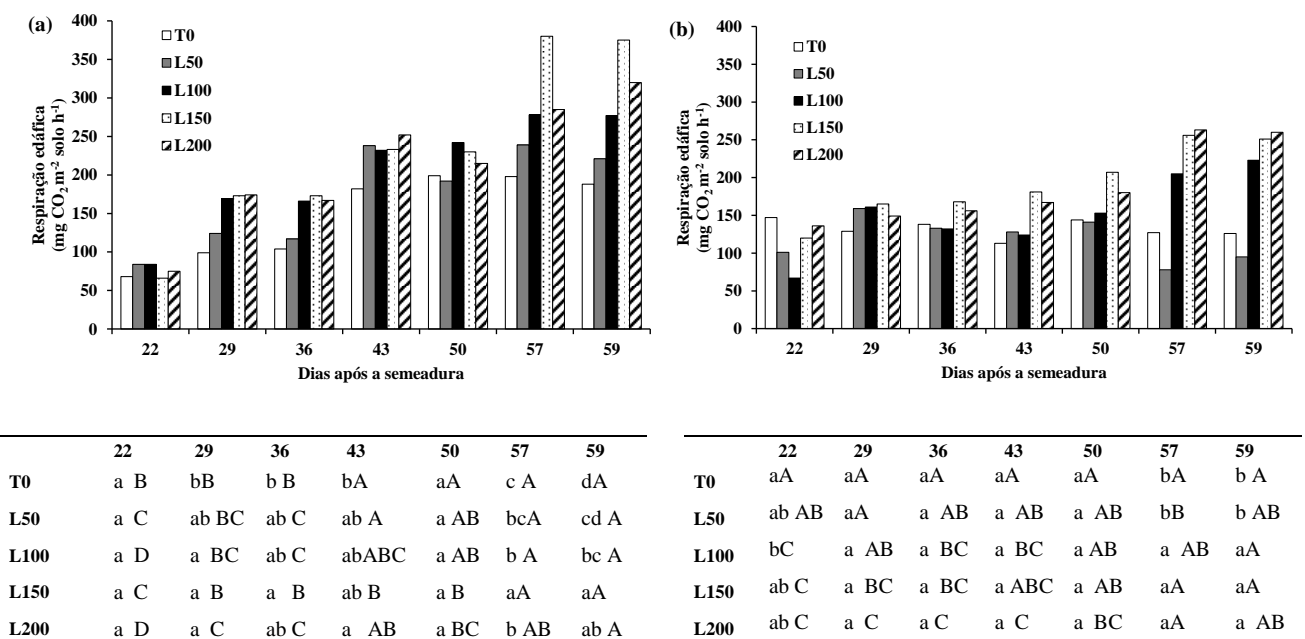 (a)
Respiração edáfica
(mg CO₂ m⁻² solo h⁻¹)
400
350
300
250
200
150
100
50
0
T0
L50
L100
L150
L200
22 29 36 43 50 57 59
Dias após a semeadura
(b)
Respiração edáfica
(mg CO₂ m⁻² solo h⁻¹)
400
350
300
250
200
150
100
50
0
T0
L50
L100
L150
L200
22 29 36 43 50 57 59
Dias após a semeadura
22 29 36 43 50 57 59
T0 a B bB b B bA aA c A dA
L50 a C ab BC ab C ab A a AB bcA cd A
L100 a D a BC ab C abABC a AB b A bc A
L150 a C a B a B ab B a B aA aA
L200 a D a C ab C a AB a BC b AB ab A
22 29 36 43 50 57 59
T0 aA aA aA aA aA bA b A
L50 ab AB aA a AB a AB a AB bB b AB
L100 bC a AB a BC a BC a AB a AB aA
L150 ab C a BC a BC a ABC a AB aA aA
L200 ab C a C a C a C a BC aA a AB